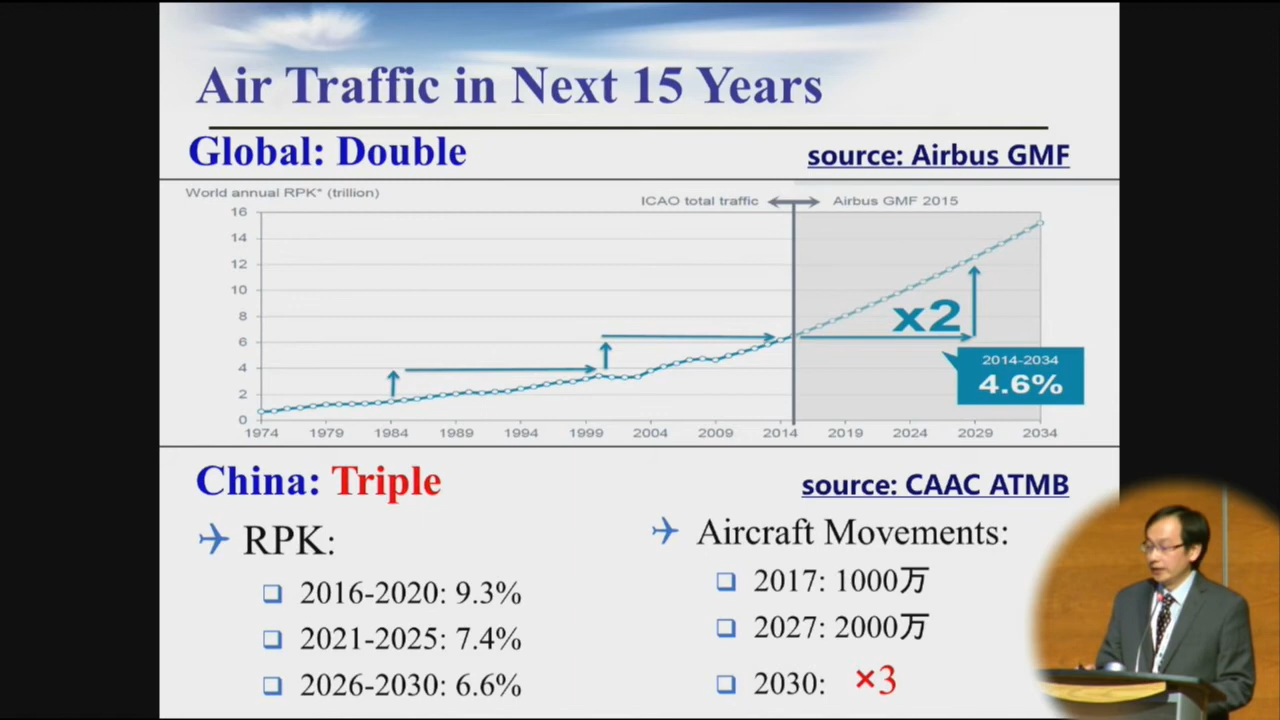 Air Traffic in Next 15 Years
Global: Double
source: Airbus GMF
World annual RPK* (trillion)
ICAO total traffic
Airbus GMF 2015
16
14
12
10
8
6
4
2
0
x2
2014-2034
4.6%
1974 1979 1984 1989 1994 1999 2004 2009 2014 2019 2024 2029 2034
China: Triple
source: CAAC ATMB
RPK:
2016-2020: 9.3%
2021-2025: 7.4%
2026-2030: 6.6%
Aircraft Movements:
2017: 1000万
2027: 2000万
2030: ×3